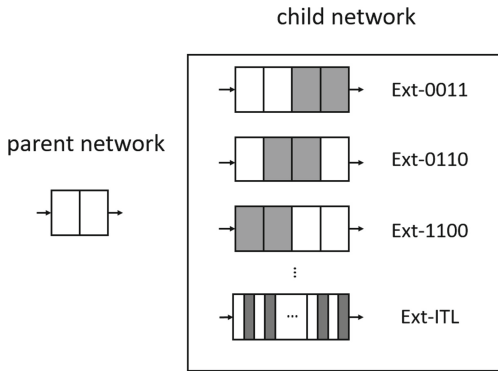 child network
Ext-0011
parent network
Ext-0110
Ext-1100
...
...
Ext-ITL